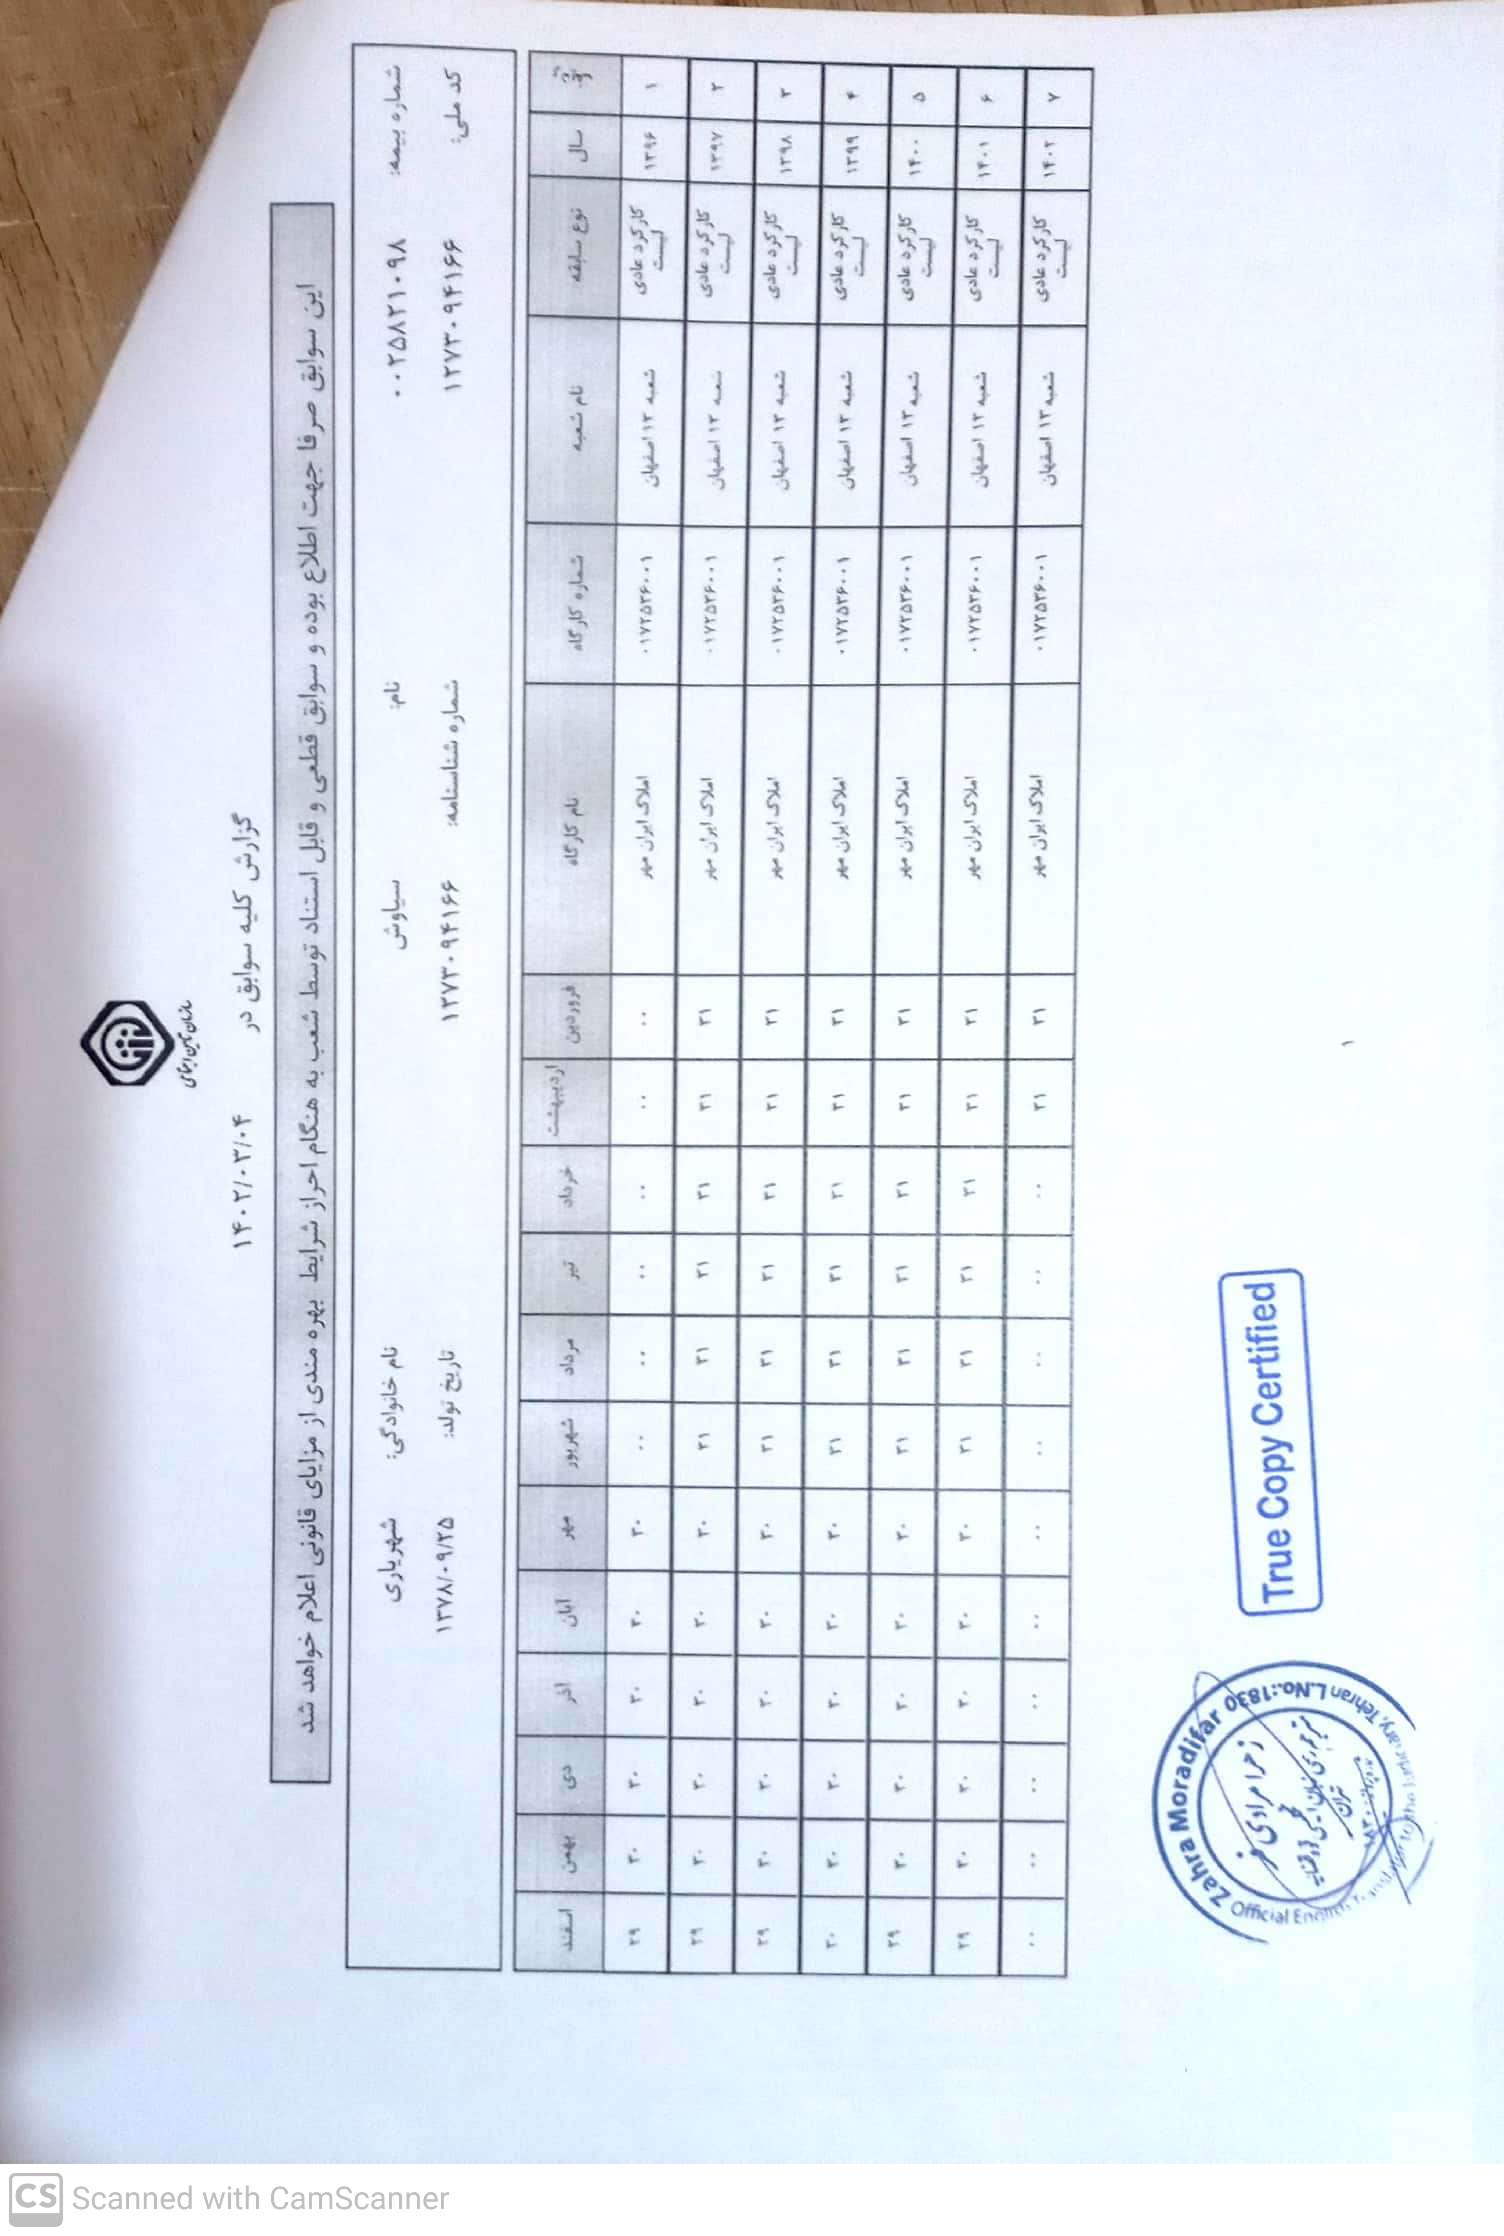 CS Scanned with CamScanner
سازمان تامین اجتماعی
گزارش کلیه سوابق در ۱۴۰۲/۰۳/۰۴
این سوابق صرفا جهت اطلاع بوده و سوابق قطعی و قابل استناد توسط شعب به هنگام احراز شرایط بهره مندی از مزایای قانونی اعلام خواهد شد
شماره بیمه: ۰۰۲۵۸۲۱۰۹۸ نام: سیاوش نام خانوادگی: شهریاری
کد ملی: ۱۲۷۳۰۹۴۱۶۶ شماره شناسنامه: ۱۲۷۳۰۹۴۱۶۶ تاریخ تولد: ۱۳۷۸/۰۹/۲۵
ردیف سال نوع سابقه نام شعبه شماره کارگاه نام کارگاه فروردین اردیبهشت خرداد تیر مرداد شهریور مهر آبان آذر دی بهمن اسفند
۱ ۱۳۹۶ کارکرد عادی لیست شعبه ۱۳ اصفهان ۰۱۷۲۵۳۶۰۰۱ املاک ایران مهر ۰۰ ۰۰ ۰۰ ۰۰ ۰۰ ۰۰ ۳۰ ۳۰ ۳۰ ۳۰ ۳۰ ۲۹
۲ ۱۳۹۷ کارکرد عادی لیست شعبه ۱۳ اصفهان ۰۱۷۲۵۳۶۰۰۱ املاک ایران مهر ۳۱ ۳۱ ۳۱ ۳۱ ۳۱ ۳۱ ۳۰ ۳۰ ۳۰ ۳۰ ۳۰ ۲۹
۳ ۱۳۹۸ کارکرد عادی لیست شعبه ۱۳ اصفهان ۰۱۷۲۵۳۶۰۰۱ املاک ایران مهر ۳۱ ۳۱ ۳۱ ۳۱ ۳۱ ۳۱ ۳۰ ۳۰ ۳۰ ۳۰ ۳۰ ۲۹
۴ ۱۳۹۹ کارکرد عادی لیست شعبه ۱۳ اصفهان ۰۱۷۲۵۳۶۰۰۱ املاک ایران مهر ۳۱ ۳۱ ۳۱ ۳۱ ۳۱ ۳۱ ۳۰ ۳۰ ۳۰ ۳۰ ۳۰ ۳۰
۵ ۱۴۰۰ کارکرد عادی لیست شعبه ۱۳ اصفهان ۰۱۷۲۵۳۶۰۰۱ املاک ایران مهر ۳۱ ۳۱ ۳۱ ۳۱ ۳۱ ۳۱ ۳۰ ۳۰ ۳۰ ۳۰ ۳۰ ۲۹
۶ ۱۴۰۱ کارکرد عادی لیست شعبه ۱۳ اصفهان ۰۱۷۲۵۳۶۰۰۱ املاک ایران مهر ۳۱ ۳۱ ۳۱ ۳۱ ۳۱ ۳۱ ۳۰ ۳۰ ۳۰ ۳۰ ۳۰ ۲۹
۷ ۱۴۰۲ کارکرد عادی لیست شعبه ۱۳ اصفهان ۰۱۷۲۵۳۶۰۰۱ املاک ایران مهر ۳۱ ۳۱ ۰۰ ۰۰ ۰۰ ۰۰ ۰۰ ۰۰ ۰۰ ۰۰ ۰۰ ۰۰
Zahra Moradifar
Official English Translator to the Judiciary, Tehran L.No.:1830
زهرا مرادی فر
مترجم رسمی زبان انگلیسی قوه قضائیه
تهران
شماره پروانه: ۱۸۳۰
True Copy Certified
۱